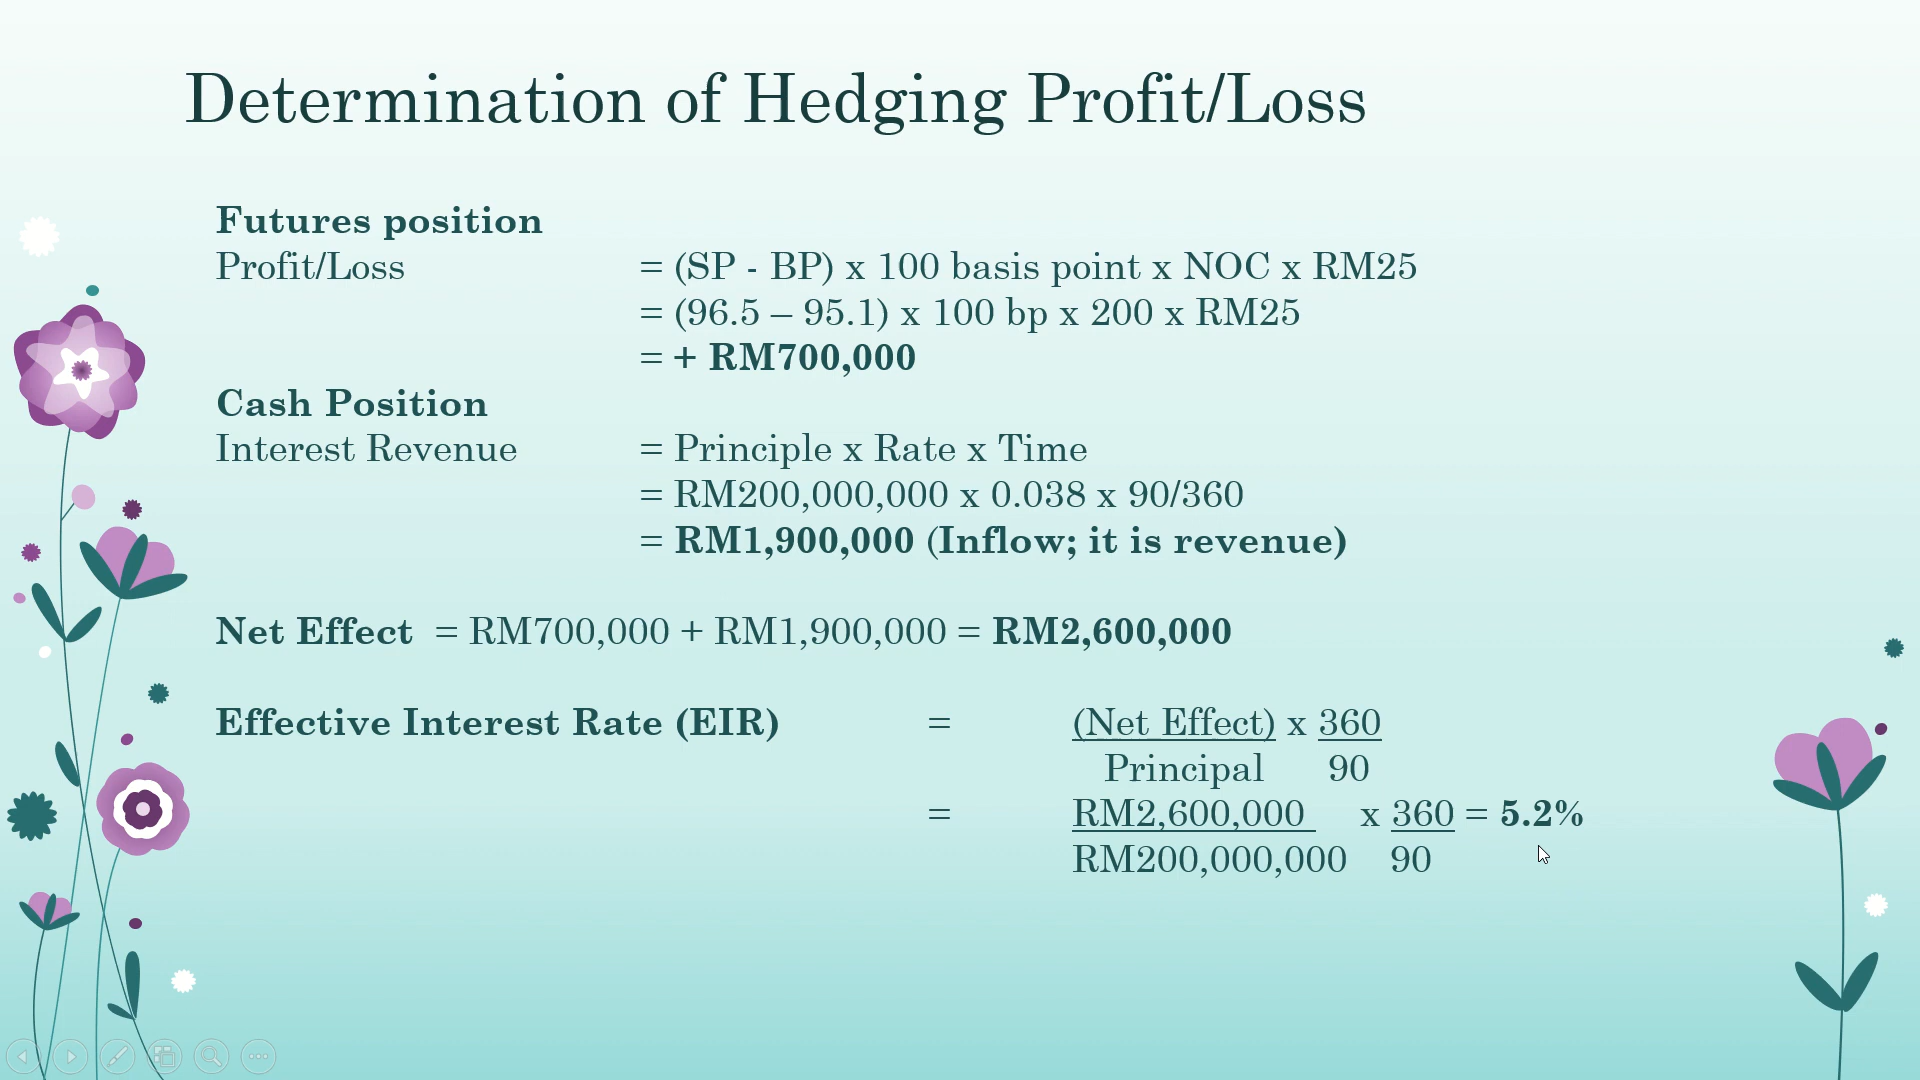 Determination of Hedging Profit/Loss
Futures position
Profit/Loss = (SP - BP) x 100 basis point x NOC x RM25
= (96.5 – 95.1) x 100 bp x 200 x RM25
= + RM700,000
Cash Position
Interest Revenue = Principle x Rate x Time
= RM200,000,000 x 0.038 x 90/360
= RM1,900,000 (Inflow; it is revenue)
Net Effect = RM700,000 + RM1,900,000 = RM2,600,000
Effective Interest Rate (EIR) = (Net Effect) x 360
Principal 90
= RM2,600,000 x 360 = 5.2%
RM200,000,000 90